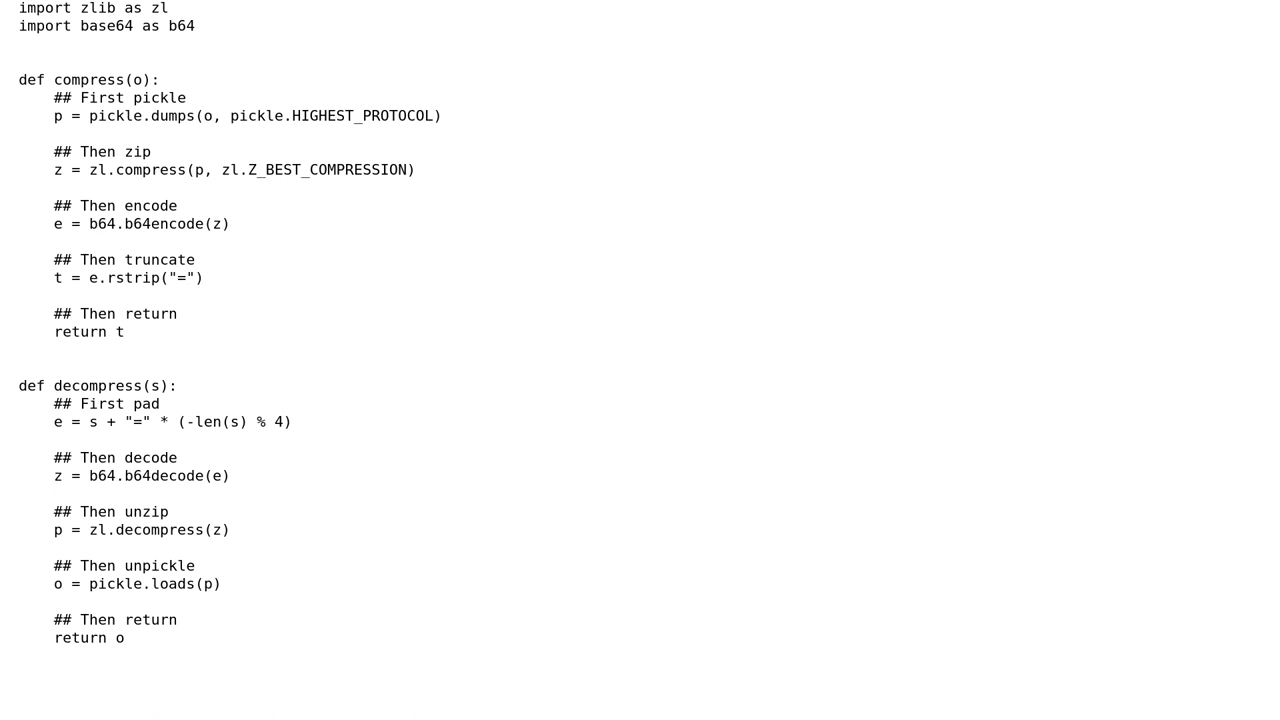 import zlib as zl
import base64 as b64
def compress(o):
    ## First pickle
    p = pickle.dumps(o, pickle.HIGHEST_PROTOCOL)
    ## Then zip
    z = zl.compress(p, zl.Z_BEST_COMPRESSION)
    ## Then encode
    e = b64.b64encode(z)
    ## Then truncate
    t = e.rstrip("=")
    ## Then return
    return t
def decompress(s):
    ## First pad
    e = s + "=" * (-len(s) % 4)
    ## Then decode
    z = b64.b64decode(e)
    ## Then unzip
    p = zl.decompress(z)
    ## Then unpickle
    o = pickle.loads(p)
    ## Then return
    return o